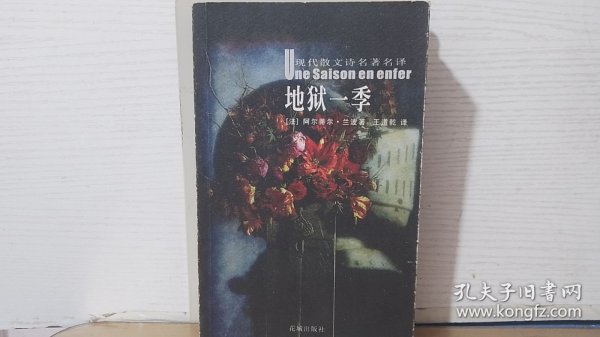 现代散文诗名著名译
Une Saison en enfer
地狱一季
[法] 阿尔蒂尔·兰波著 王道乾 译
花城出版社
孔夫子旧书网
www.kongfz.com